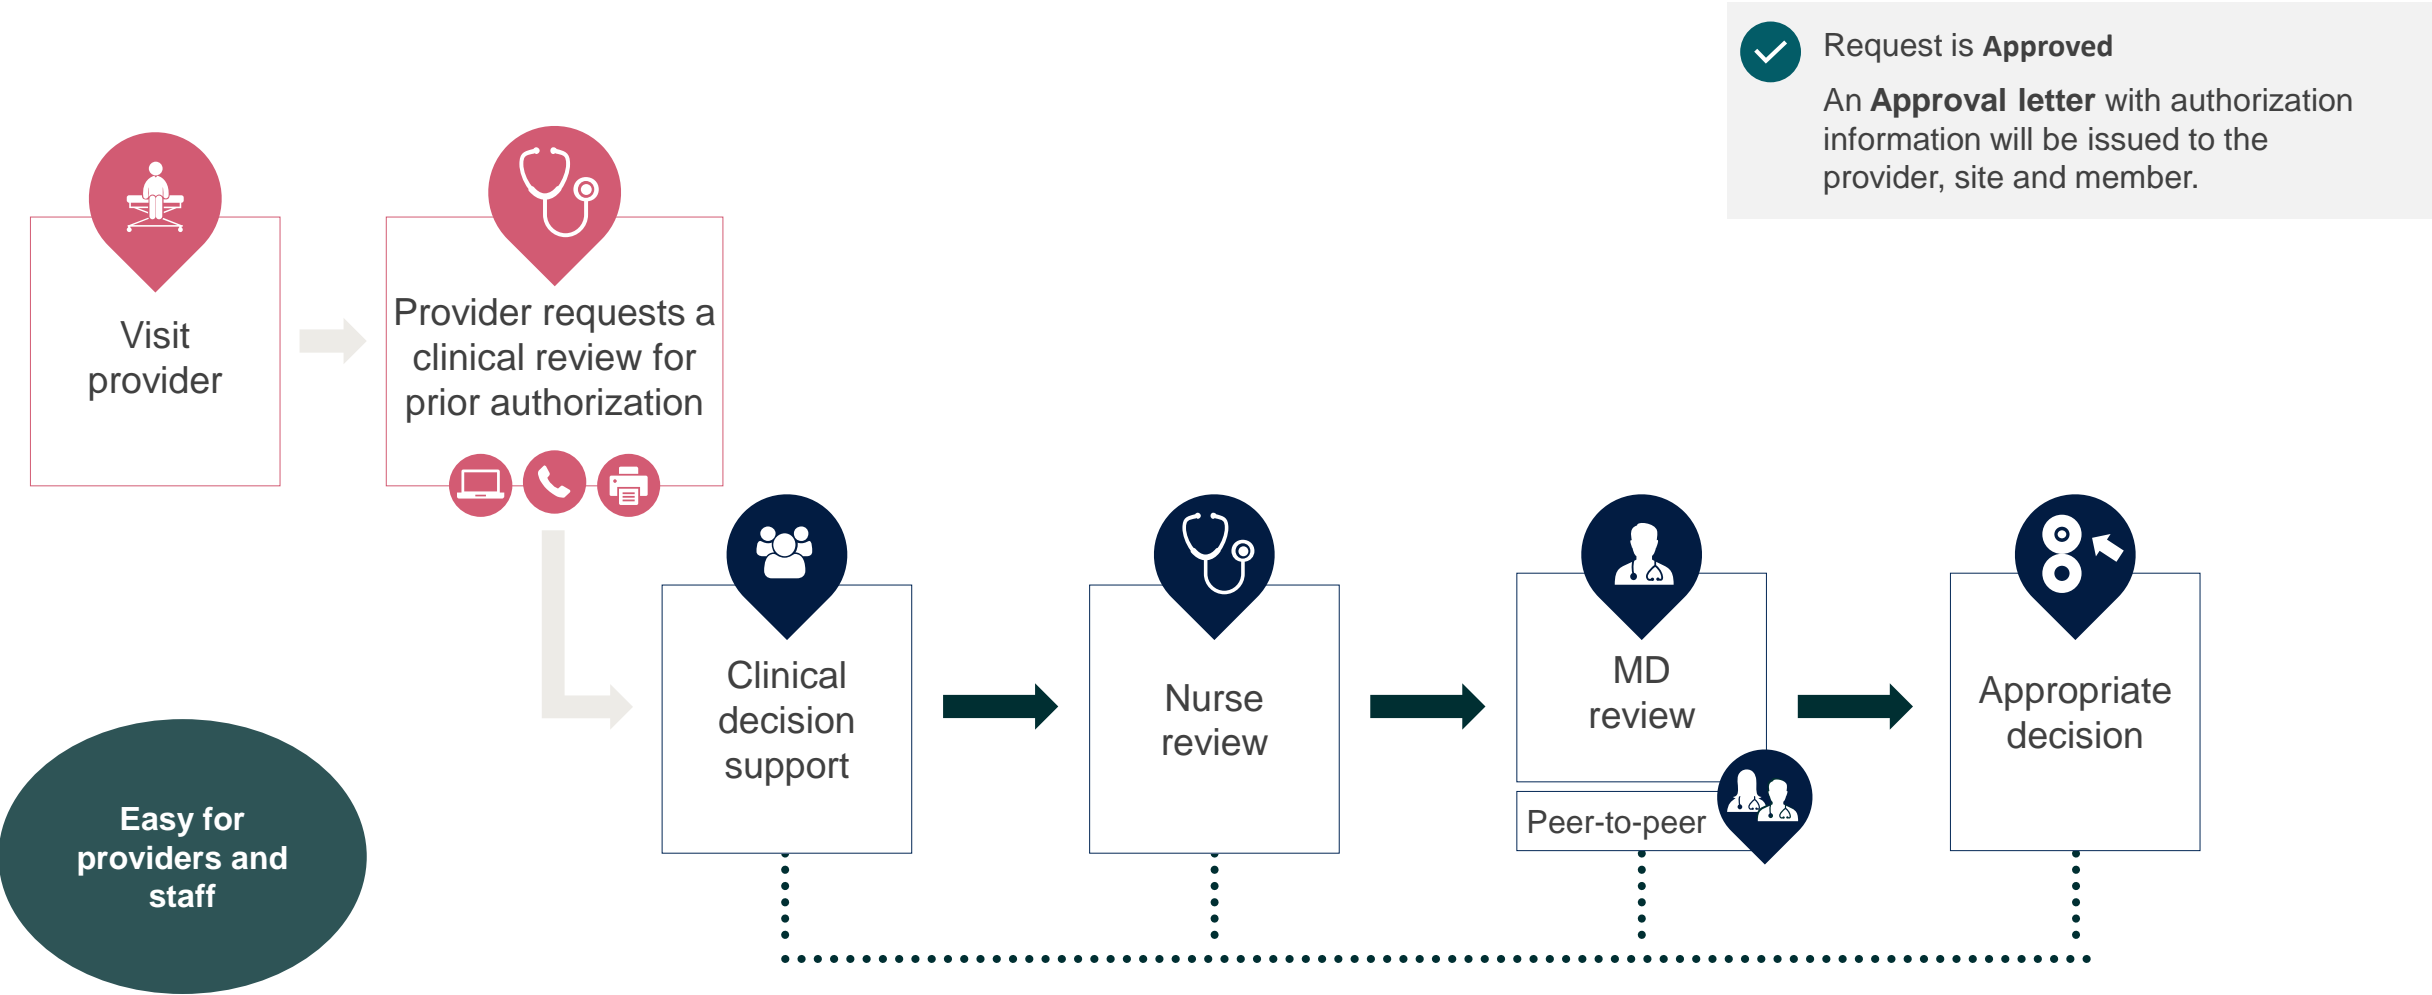 Request is Approved
An Approval letter with authorization
information will be issued to the
provider, site and member.
Visit
provider
Provider requests a
clinical review for
prior authorization
Clinical
decision
support
Nurse
review
MD
review
Peer-to-peer
Appropriate
decision
Easy for
providers and
staff